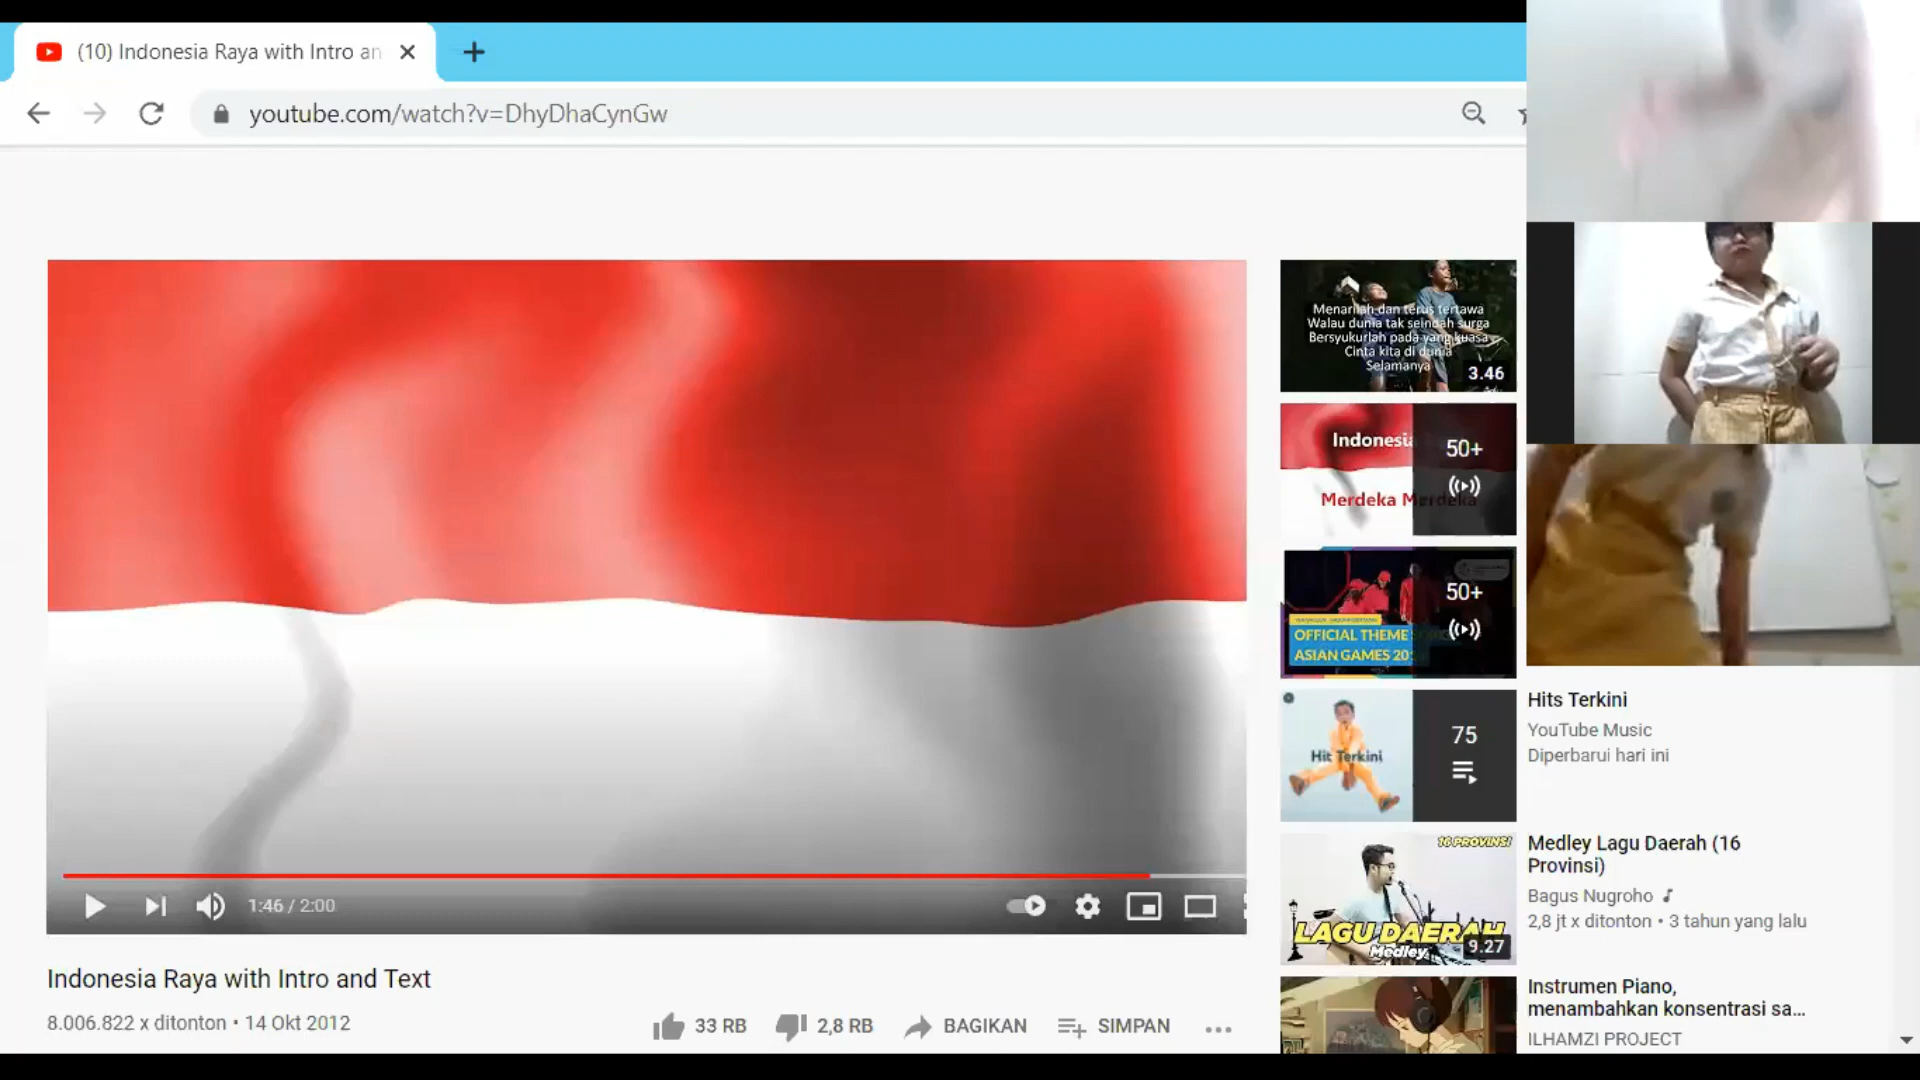 (10) Indonesia Raya with Intro an
youtube.com/watch?v=DhyDhaCynGw
Menarilah dan terus tertawa
Walau dunia tak seindah surga
Bersyukurlah pada yang kuasa
Cinta kita di dunia
Selamanya
3.46
Indonesia
Merdeka Merdeka
50+
OFFICIAL THEME SONG
ASIAN GAMES 20
50+
Hit Terkini
75
Hits Terkini
YouTube Music
Diperbarui hari ini
16 PROVINSI
LAGU DAERAH
Medley
9.27
Medley Lagu Daerah (16
Provinsi)
Bagus Nugroho
2,8 jt x ditonton • 3 tahun yang lalu
Instrumen Piano,
menambahkan konsentrasi sa...
ILHAMZI PROJECT
1:46 / 2:00
Indonesia Raya with Intro and Text
8.006.822 x ditonton • 14 Okt 2012
33 RB
2,8 RB
BAGIKAN
SIMPAN